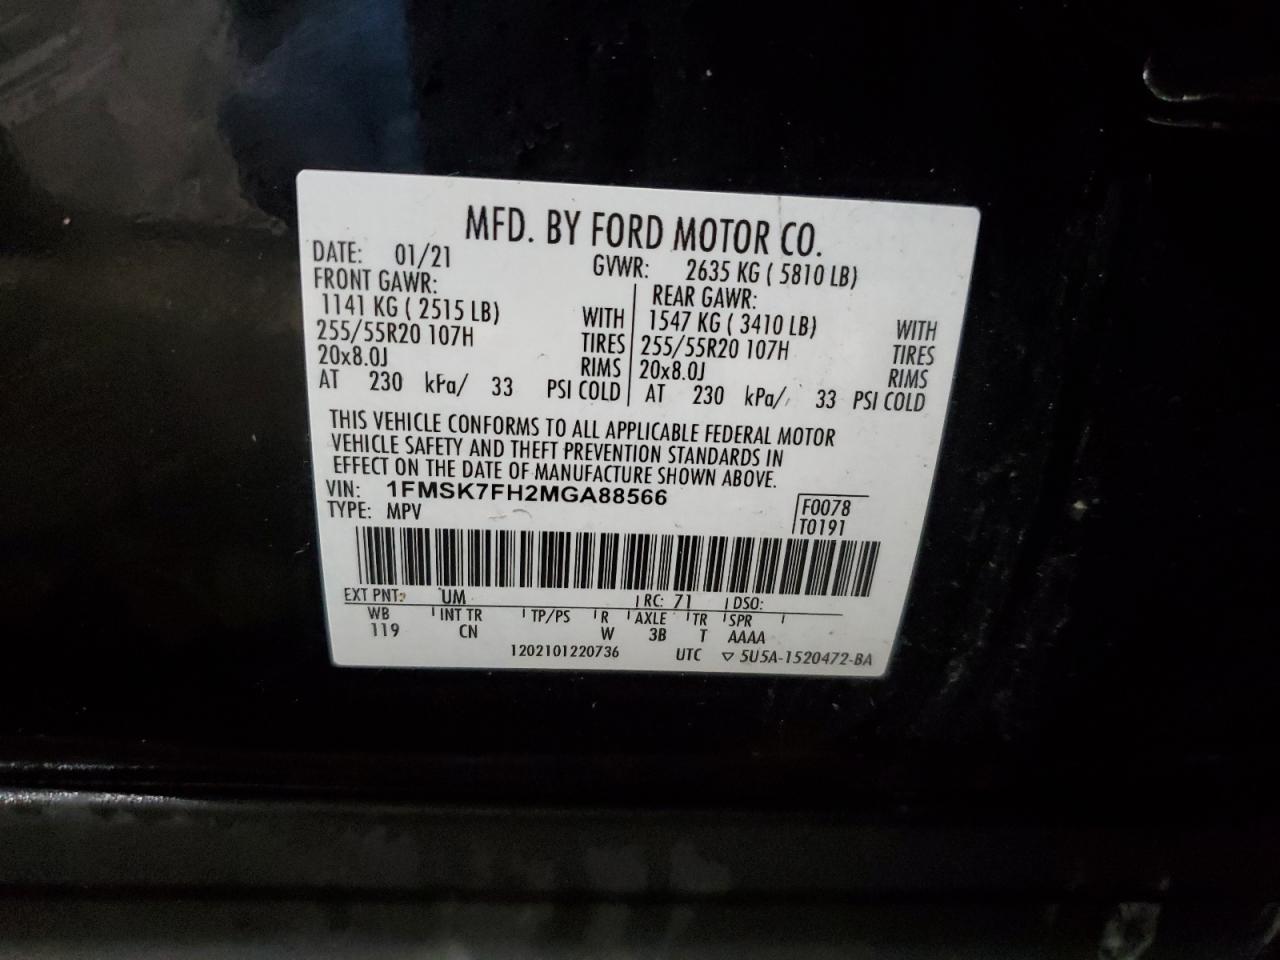 MFD. BY FORD MOTOR CO.
DATE: 01/21 GVWR: 2635 KG ( 5810 LB)
FRONT GAWR: REAR GAWR:
1141 KG ( 2515 LB) WITH 1547 KG ( 3410 LB) WITH
255/55R20 107H TIRES 255/55R20 107H TIRES
20x8.0J RIMS 20x8.0J RIMS
AT 230 kPa/ 33 PSI COLD AT 230 kPa/ 33 PSI COLD
THIS VEHICLE CONFORMS TO ALL APPLICABLE FEDERAL MOTOR
VEHICLE SAFETY AND THEFT PREVENTION STANDARDS IN
EFFECT ON THE DATE OF MANUFACTURE SHOWN ABOVE.
VIN: 1FMSK7FH2MGA88566 F0078
TYPE: MPV T0191
EXT PNT: UM RC: 71 DSO:
WB INT TR TP/PS R AXLE TR SPR
119 CN W 3B T AAAA
1202101220736 UTC ▽ 5U5A-1520472-BA